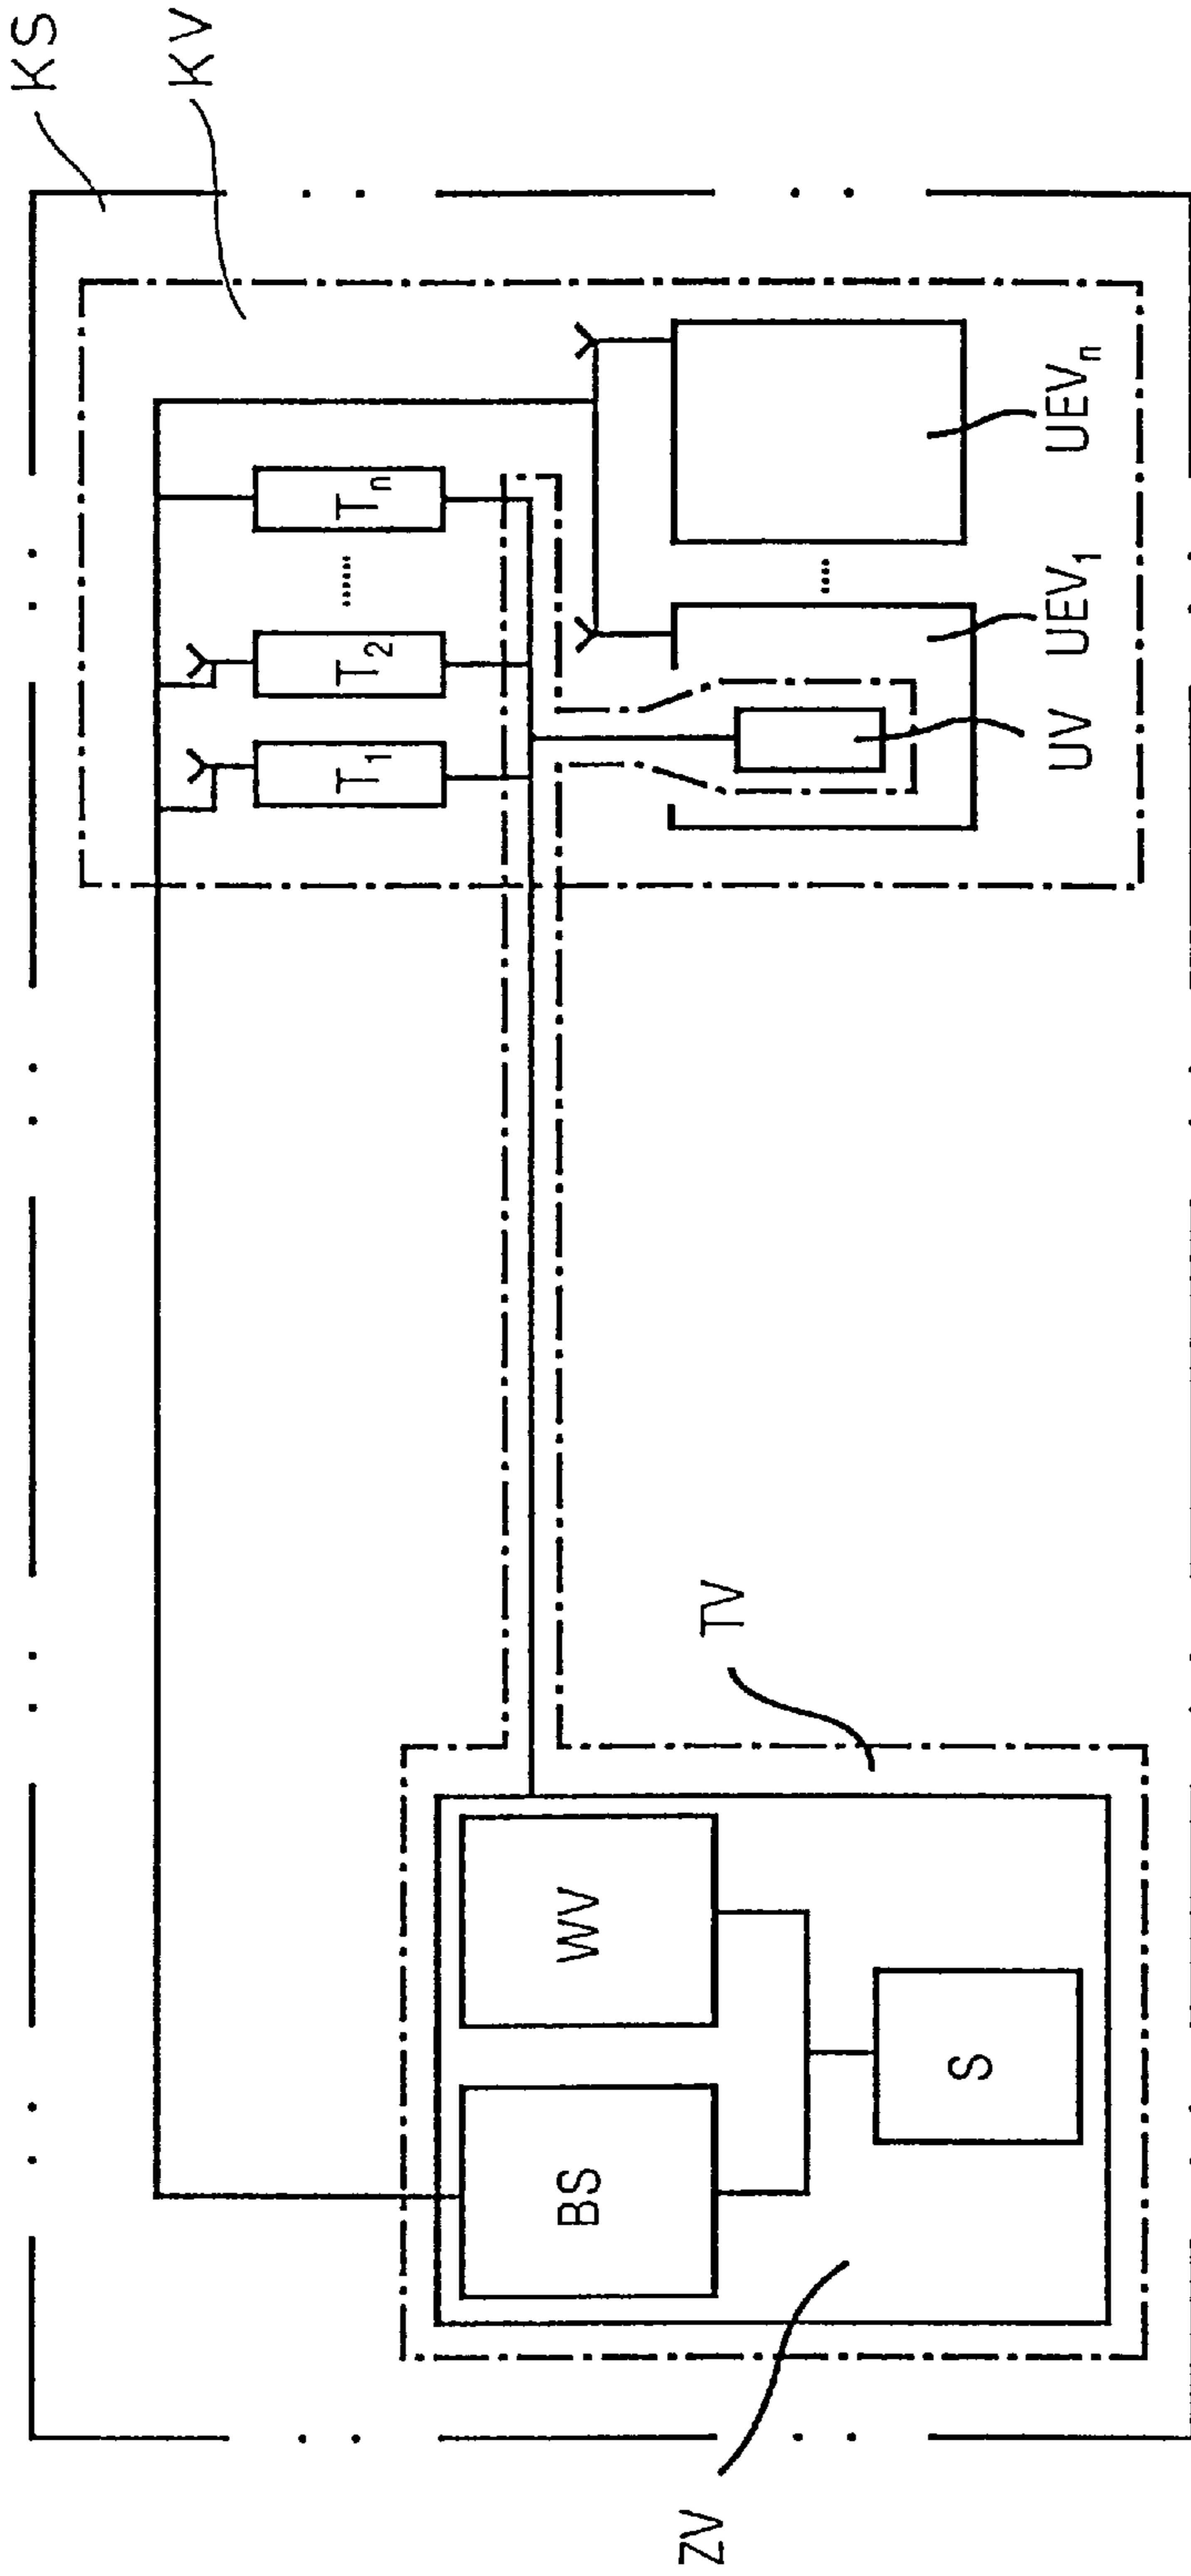 KS
KV
T₁
T₂
......
Tₙ
UV
UEV₁
....
UEVₙ
TV
WV
BS
S
ZV